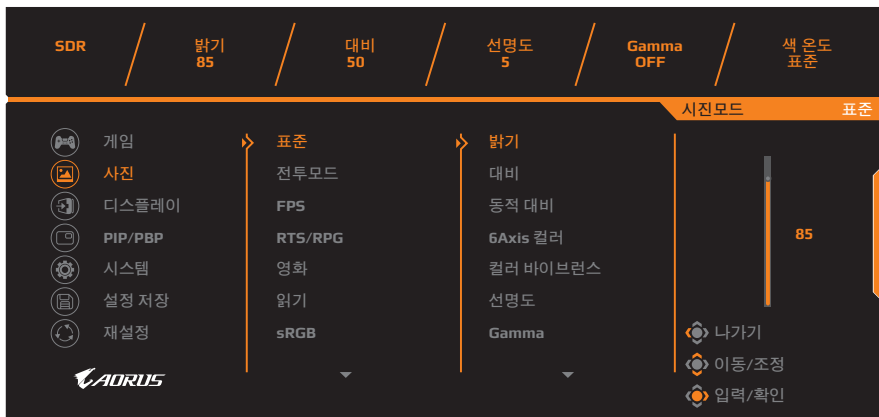 SDR 밝기 대비 선명도 Gamma 색 온도
85 50 5 OFF 표준
시진모드 표준
게임 표준 밝기
사진 전투모드 대비
디스플레이 FPS 동적 대비
PIP/PBP RTS/RPG 6Axis 컬러 85
시스템 영화 컬러 바이브런스
설정 저장 읽기 선명도
재설정 sRGB Gamma 나가기
이동/조정
AORUS 입력/확인